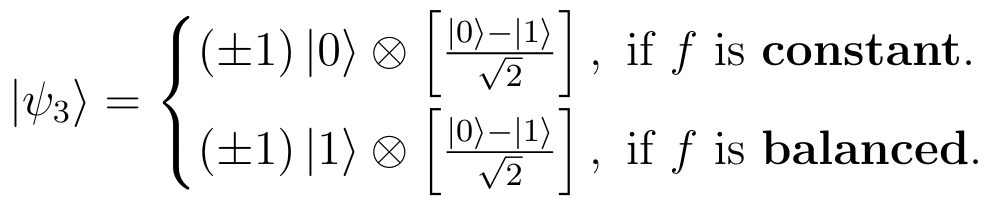 |ψ₃⟩ = { (±1) |0⟩ ⊗ [ (|0⟩−|1⟩)/√2 ] , if f is constant.
(±1) |1⟩ ⊗ [ (|0⟩−|1⟩)/√2 ] , if f is balanced.